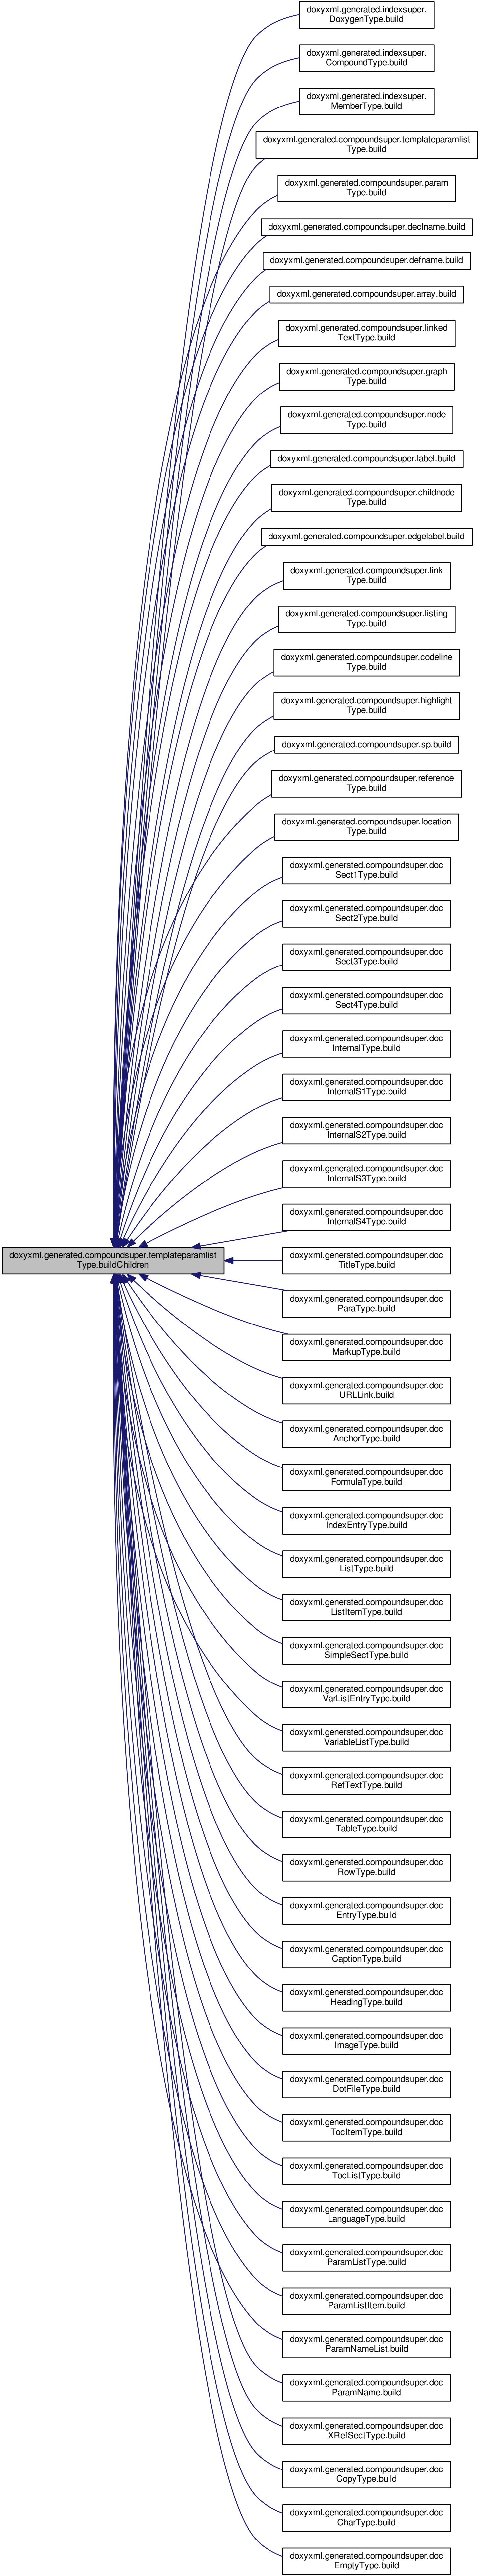 doxyxml.generated.indexsuper.
DoxygenType.build
doxyxml.generated.indexsuper.
CompoundType.build
doxyxml.generated.indexsuper.
MemberType.build
doxyxml.generated.compoundsuper.templateparamlist
Type.build
doxyxml.generated.compoundsuper.param
Type.build
doxyxml.generated.compoundsuper.declname.build
doxyxml.generated.compoundsuper.defname.build
doxyxml.generated.compoundsuper.array.build
doxyxml.generated.compoundsuper.linked
TextType.build
doxyxml.generated.compoundsuper.graph
Type.build
doxyxml.generated.compoundsuper.node
Type.build
doxyxml.generated.compoundsuper.label.build
doxyxml.generated.compoundsuper.childnode
Type.build
doxyxml.generated.compoundsuper.edgelabel.build
doxyxml.generated.compoundsuper.link
Type.build
doxyxml.generated.compoundsuper.listing
Type.build
doxyxml.generated.compoundsuper.codeline
Type.build
doxyxml.generated.compoundsuper.highlight
Type.build
doxyxml.generated.compoundsuper.sp.build
doxyxml.generated.compoundsuper.reference
Type.build
doxyxml.generated.compoundsuper.location
Type.build
doxyxml.generated.compoundsuper.doc
Sect1Type.build
doxyxml.generated.compoundsuper.doc
Sect2Type.build
doxyxml.generated.compoundsuper.doc
Sect3Type.build
doxyxml.generated.compoundsuper.doc
Sect4Type.build
doxyxml.generated.compoundsuper.doc
InternalType.build
doxyxml.generated.compoundsuper.doc
InternalS1Type.build
doxyxml.generated.compoundsuper.doc
InternalS2Type.build
doxyxml.generated.compoundsuper.doc
InternalS3Type.build
doxyxml.generated.compoundsuper.doc
InternalS4Type.build
doxyxml.generated.compoundsuper.templateparamlist
Type.buildChildren
doxyxml.generated.compoundsuper.doc
TitleType.build
doxyxml.generated.compoundsuper.doc
ParaType.build
doxyxml.generated.compoundsuper.doc
MarkupType.build
doxyxml.generated.compoundsuper.doc
URLLink.build
doxyxml.generated.compoundsuper.doc
AnchorType.build
doxyxml.generated.compoundsuper.doc
FormulaType.build
doxyxml.generated.compoundsuper.doc
IndexEntryType.build
doxyxml.generated.compoundsuper.doc
ListType.build
doxyxml.generated.compoundsuper.doc
ListItemType.build
doxyxml.generated.compoundsuper.doc
SimpleSectType.build
doxyxml.generated.compoundsuper.doc
VarListEntryType.build
doxyxml.generated.compoundsuper.doc
VariableListType.build
doxyxml.generated.compoundsuper.doc
RefTextType.build
doxyxml.generated.compoundsuper.doc
TableType.build
doxyxml.generated.compoundsuper.doc
RowType.build
doxyxml.generated.compoundsuper.doc
EntryType.build
doxyxml.generated.compoundsuper.doc
CaptionType.build
doxyxml.generated.compoundsuper.doc
HeadingType.build
doxyxml.generated.compoundsuper.doc
ImageType.build
doxyxml.generated.compoundsuper.doc
DotFileType.build
doxyxml.generated.compoundsuper.doc
TocItemType.build
doxyxml.generated.compoundsuper.doc
TocListType.build
doxyxml.generated.compoundsuper.doc
LanguageType.build
doxyxml.generated.compoundsuper.doc
ParamListType.build
doxyxml.generated.compoundsuper.doc
ParamListItem.build
doxyxml.generated.compoundsuper.doc
ParamNameList.build
doxyxml.generated.compoundsuper.doc
ParamName.build
doxyxml.generated.compoundsuper.doc
XRefSectType.build
doxyxml.generated.compoundsuper.doc
CopyType.build
doxyxml.generated.compoundsuper.doc
CharType.build
doxyxml.generated.compoundsuper.doc
EmptyType.build